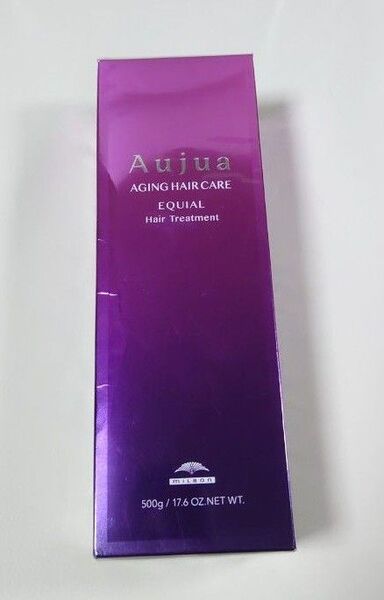 Aujua
AGING HAIR CARE
EQUIAL
Hair Treatment
milbon
500g / 17.6 OZ.NET WT.